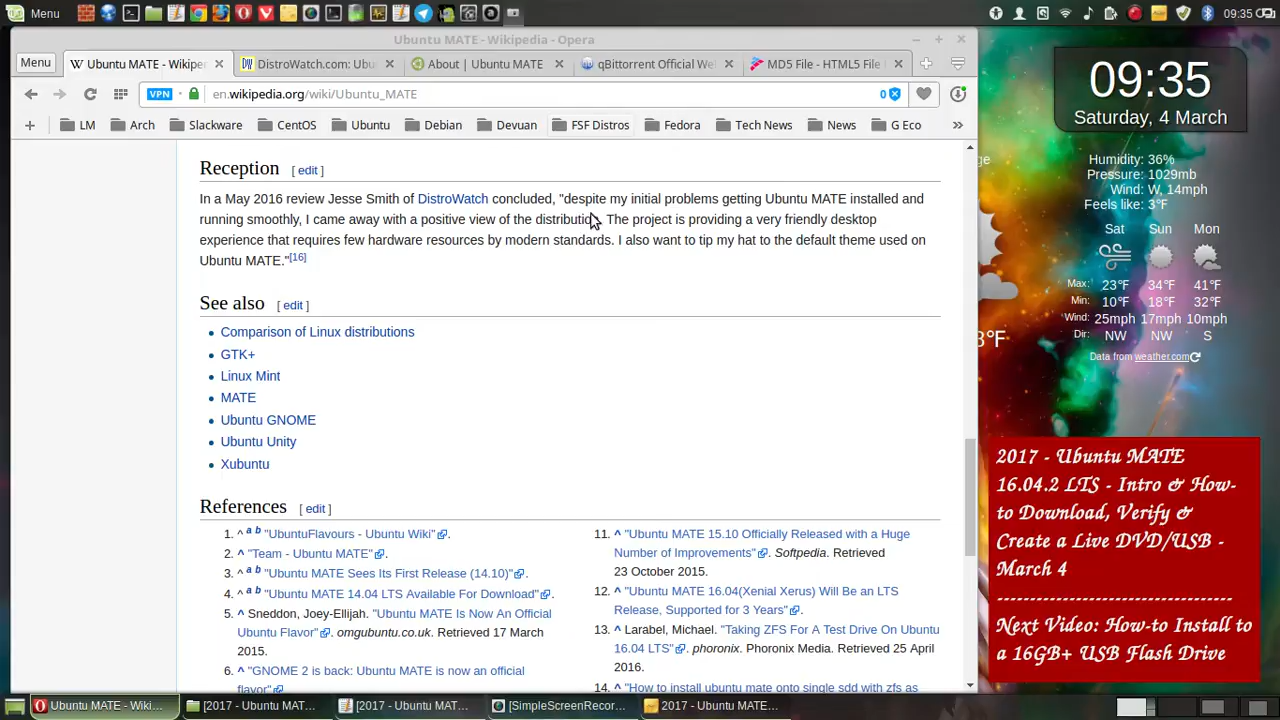 Menu
09:35
Ubuntu MATE - Wikipedia - Opera
Menu
Ubuntu MATE - Wikipe
DistroWatch.com: Ubu
About | Ubuntu MATE
qBittorrent Official We
MD5 File - HTML5 File
VPN
en.wikipedia.org/wiki/Ubuntu_MATE
0
LM
Arch
Slackware
CentOS
Ubuntu
Debian
Devuan
FSF Distros
Fedora
Tech News
News
G Eco
»
Reception [ edit ]
In a May 2016 review Jesse Smith of DistroWatch concluded, "despite my initial problems getting Ubuntu MATE installed and
running smoothly, I came away with a positive view of the distribution. The project is providing a very friendly desktop
experience that requires few hardware resources by modern standards. I also want to tip my hat to the default theme used on
Ubuntu MATE."[16]
See also [ edit ]
Comparison of Linux distributions
GTK+
Linux Mint
MATE
Ubuntu GNOME
Ubuntu Unity
Xubuntu
References [ edit ]
1. ^ a b "UbuntuFlavours - Ubuntu Wiki".
2. ^ "Team - Ubuntu MATE".
3. ^ a b "Ubuntu MATE Sees Its First Release (14.10)".
4. ^ a b "Ubuntu MATE 14.04 LTS Available For Download".
5. ^ Sneddon, Joey-Elijah. "Ubuntu MATE Is Now An Official
Ubuntu Flavor". omgubuntu.co.uk. Retrieved 17 March
2015.
6. ^ "GNOME 2 is back: Ubuntu MATE is now an official
flavor"
11. ^ "Ubuntu MATE 15.10 Officially Released with a Huge
Number of Improvements". Softpedia. Retrieved
23 October 2015.
12. ^ "Ubuntu MATE 16.04(Xenial Xerus) Will Be an LTS
Release, Supported for 3 Years".
13. ^ Larabel, Michael. "Taking ZFS For A Test Drive On Ubuntu
16.04 LTS". phoronix. Phoronix Media. Retrieved 25 April
2016.
14. ^ "How to install ubuntu mate onto single sdd with zfs as
09:35
Saturday, 4 March
Humidity: 36%
Pressure: 1029mb
Wind: W, 14mph
Feels like: 3°F
Sat Sun Mon
Max: 23°F 34°F 41°F
Min: 10°F 18°F 32°F
Wind: 25mph 17mph 10mph
Dir: NW NW S
Data from weather.com
2017 - Ubuntu MATE
16.04.2 LTS - Intro & How-
to Download, Verify &
Create a Live DVD/USB -
March 4
---------------------------------
Next Video: How-to Install to
a 16GB+ USB Flash Drive
Ubuntu MATE - Wiki...
[2017 - Ubuntu MAT...
[2017 - Ubuntu MAT...
[SimpleScreenRecor...
2017 - Ubuntu MATE...